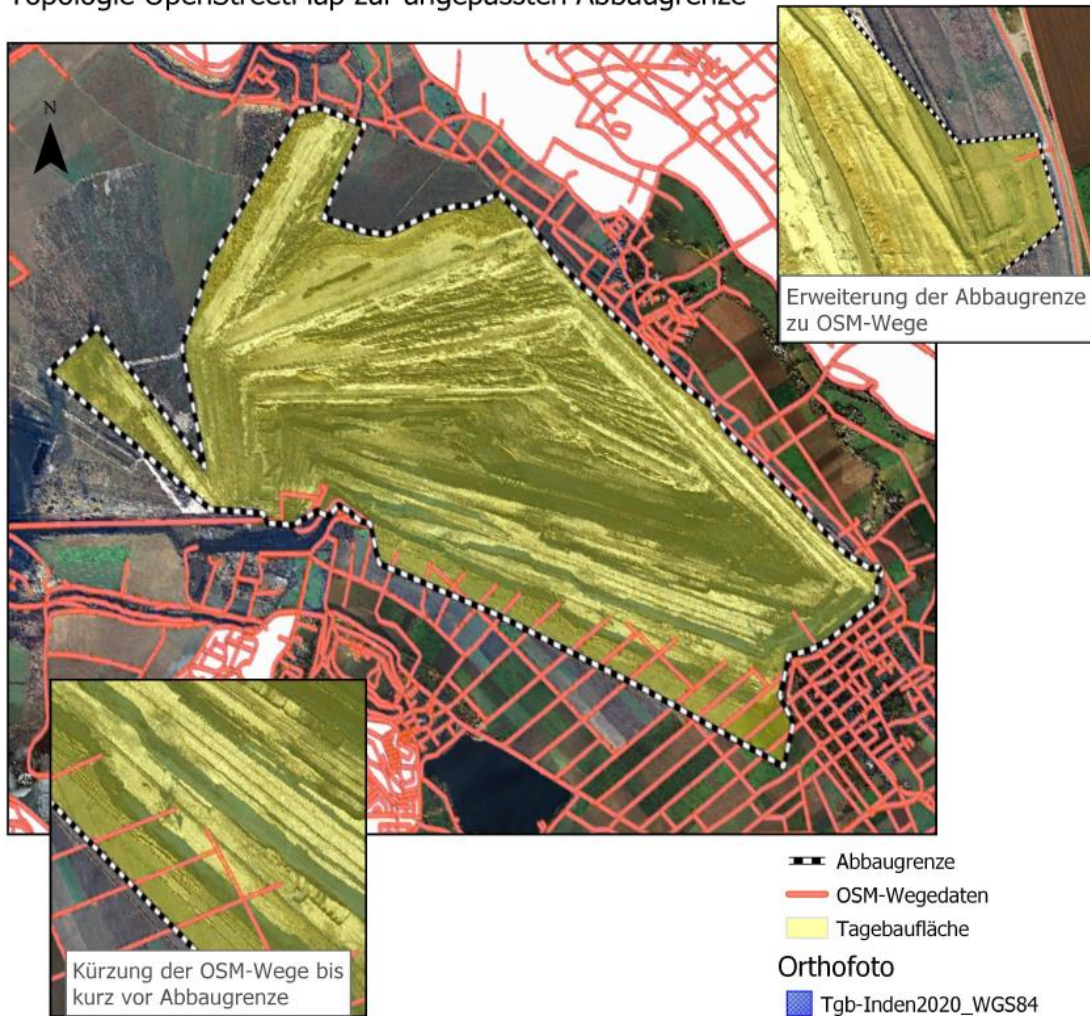 Topologie OpenStreetMap zur angepassten Abbaugrenze
N
Erweiterung der Abbaugrenze
zu OSM-Wege
Kürzung der OSM-Wege bis
kurz vor Abbaugrenze
Abbaugrenze
OSM-Wegedaten
Tagebaufläche
Orthofoto
Tgb-Inden2020_WGS84